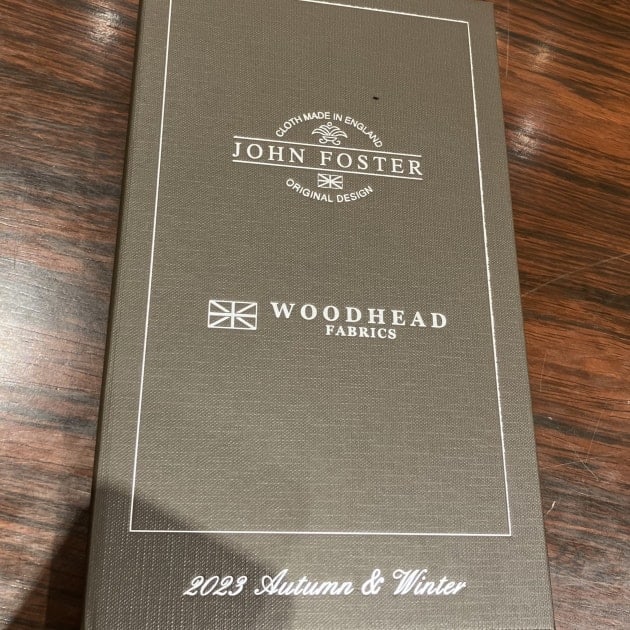 CLOTH MADE IN ENGLAND
JOHN FOSTER
ORIGINAL DESIGN
WOODHEAD
FABRICS
2023 Autumn & Winter